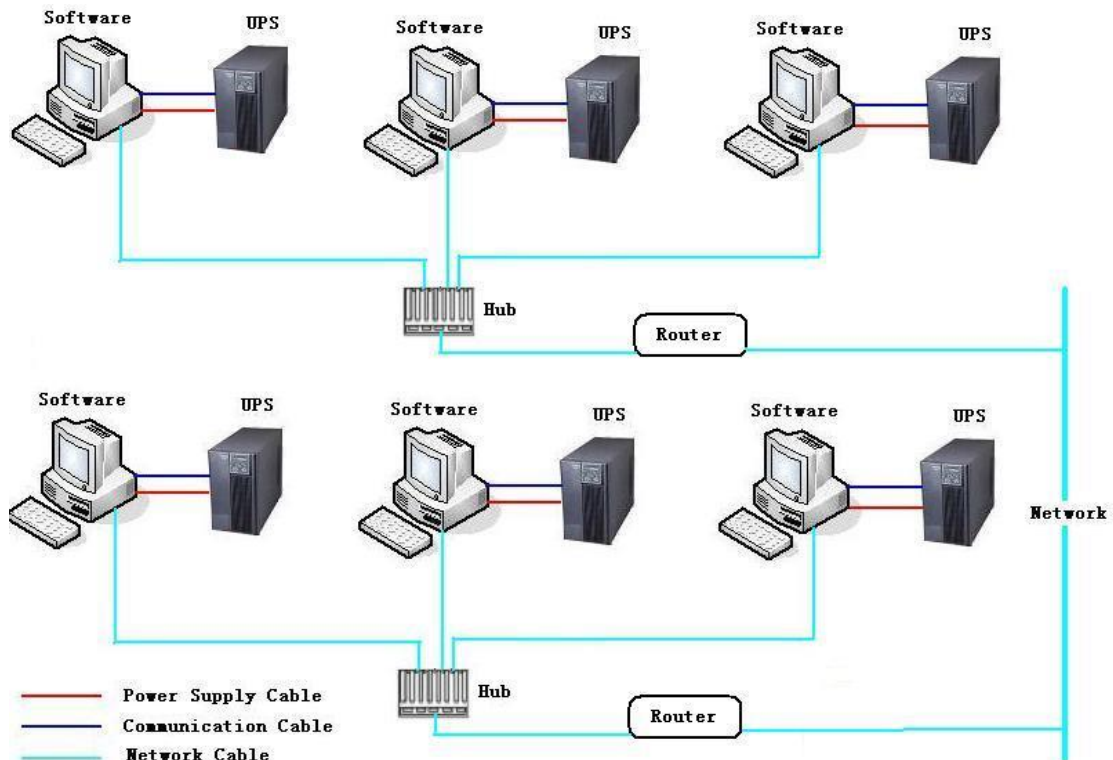 Software
UPS
Software
UPS
Software
UPS
Hub
Router
Software
UPS
Software
UPS
Software
UPS
Network
Hub
Router
Power Supply Cable
Communication Cable
Network Cable